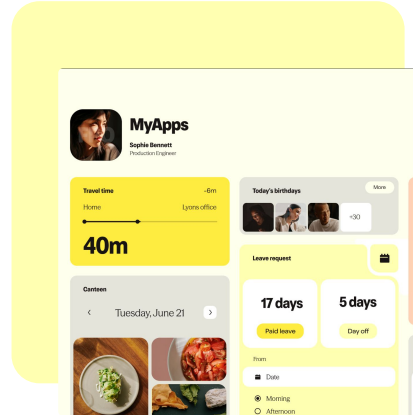 MyApps
Sophie Bennett
Production Engineer
Travel time
-6m
Home
Lyons office
40m
Today's birthdays
More
+30
Leave request
17 days
Paid leave
5 days
Day off
From
Date
Morning
Afternoon
Canteen
Tuesday, June 21